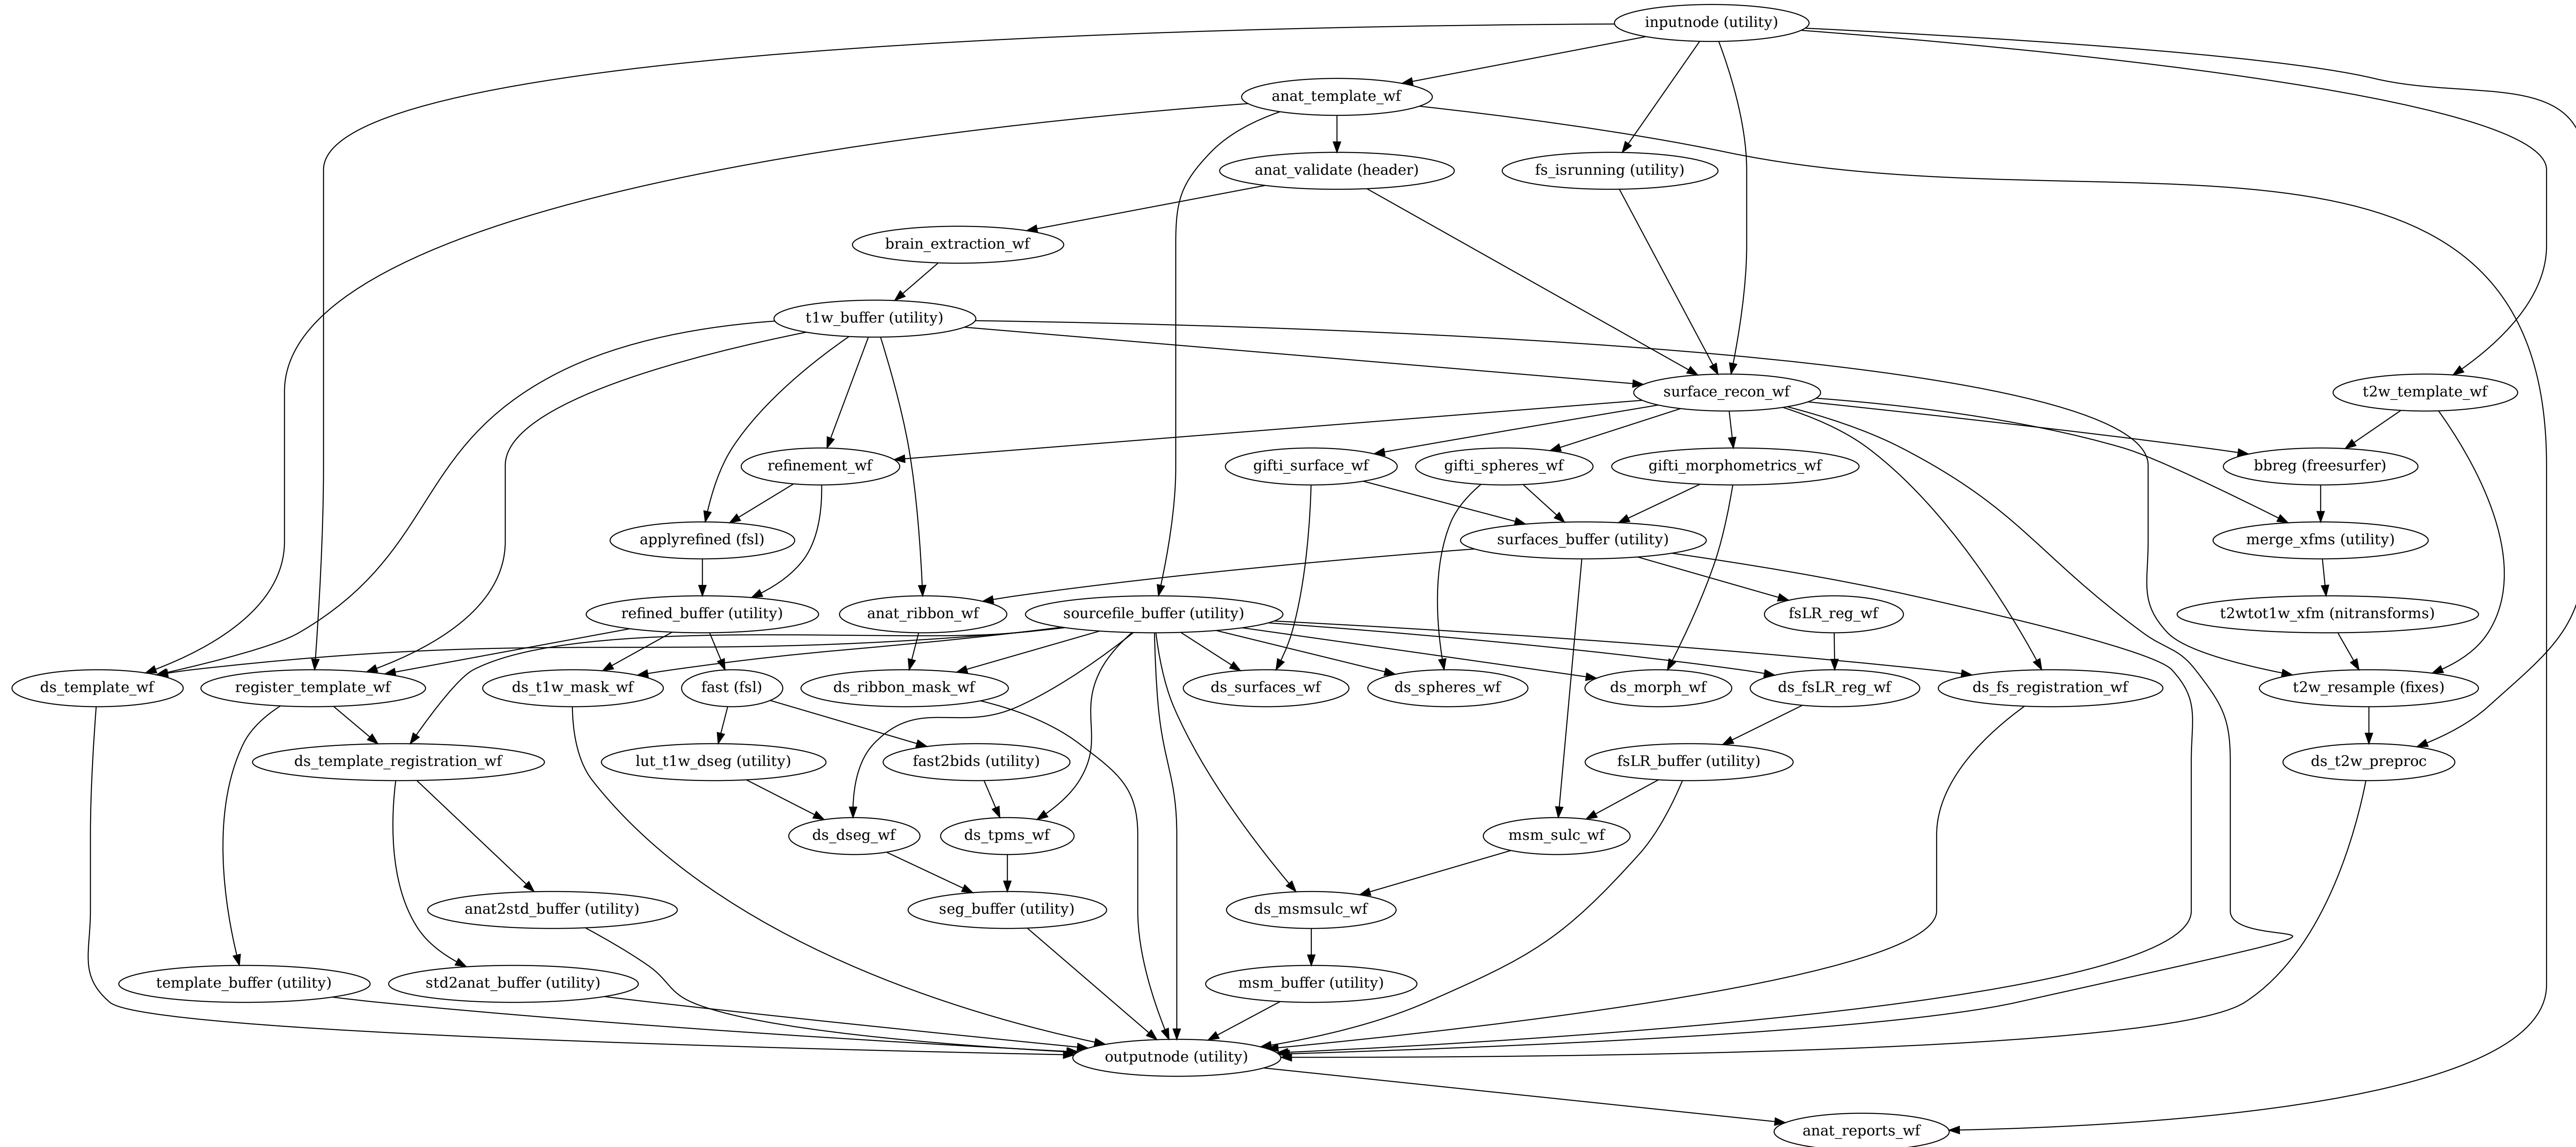 inputnode (utility)
anat_template_wf
anat_validate (header)
fs_isrunning (utility)
brain_extraction_wf
t1w_buffer (utility)
surface_recon_wf
t2w_template_wf
refinement_wf
gifti_surface_wf
gifti_spheres_wf
gifti_morphometrics_wf
bbreg (freesurfer)
applyrefined (fsl)
surfaces_buffer (utility)
merge_xfms (utility)
refined_buffer (utility)
anat_ribbon_wf
sourcefile_buffer (utility)
fsLR_reg_wf
t2wtot1w_xfm (nitransforms)
ds_template_wf
register_template_wf
ds_t1w_mask_wf
fast (fsl)
ds_ribbon_mask_wf
ds_surfaces_wf
ds_spheres_wf
ds_morph_wf
ds_fsLR_reg_wf
ds_fs_registration_wf
t2w_resample (fixes)
ds_template_registration_wf
lut_t1w_dseg (utility)
fast2bids (utility)
fsLR_buffer (utility)
ds_t2w_preproc
ds_dseg_wf
ds_tpms_wf
msm_sulc_wf
anat2std_buffer (utility)
seg_buffer (utility)
ds_msmsulc_wf
template_buffer (utility)
std2anat_buffer (utility)
msm_buffer (utility)
outputnode (utility)
anat_reports_wf